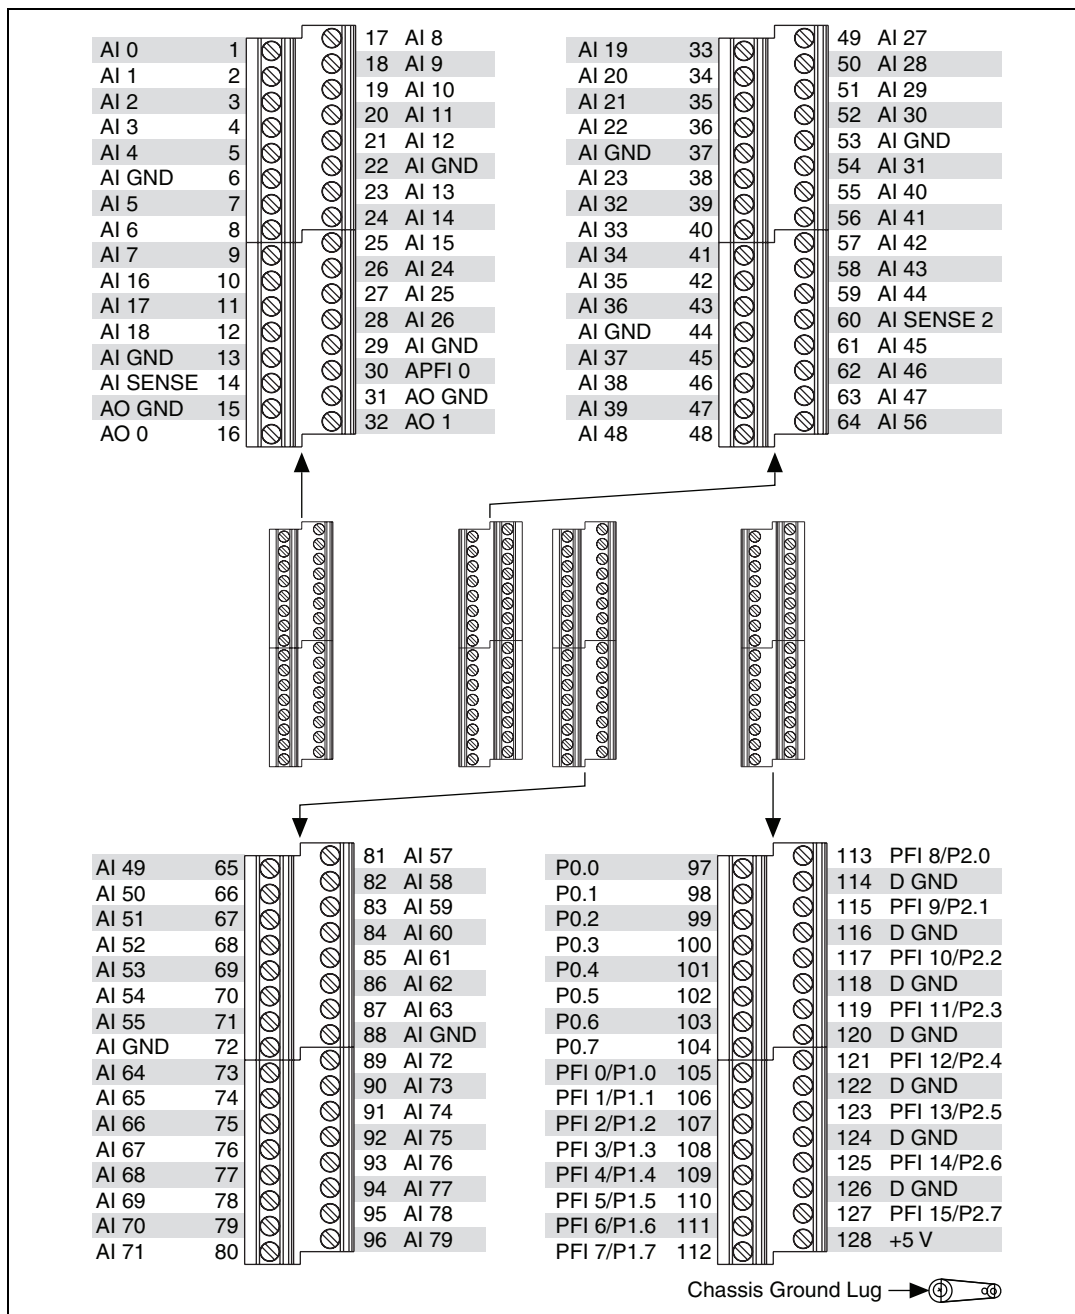 AI 0 1
AI 1 2
AI 2 3
AI 3 4
AI 4 5
AI GND 6
AI 5 7
AI 6 8
AI 7 9
AI 16 10
AI 17 11
AI 18 12
AI GND 13
AI SENSE 14
AO GND 15
AO 0 16
17 AI 8
18 AI 9
19 AI 10
20 AI 11
21 AI 12
22 AI GND
23 AI 13
24 AI 14
25 AI 15
26 AI 24
27 AI 25
28 AI 26
29 AI GND
30 APFI 0
31 AO GND
32 AO 1
AI 19 33
AI 20 34
AI 21 35
AI 22 36
AI GND 37
AI 23 38
AI 32 39
AI 33 40
AI 34 41
AI 35 42
AI 36 43
AI GND 44
AI 37 45
AI 38 46
AI 39 47
AI 48 48
49 AI 27
50 AI 28
51 AI 29
52 AI 30
53 AI GND
54 AI 31
55 AI 40
56 AI 41
57 AI 42
58 AI 43
59 AI 44
60 AI SENSE 2
61 AI 45
62 AI 46
63 AI 47
64 AI 56
AI 49 65
AI 50 66
AI 51 67
AI 52 68
AI 53 69
AI 54 70
AI 55 71
AI GND 72
AI 64 73
AI 65 74
AI 66 75
AI 67 76
AI 68 77
AI 69 78
AI 70 79
AI 71 80
81 AI 57
82 AI 58
83 AI 59
84 AI 60
85 AI 61
86 AI 62
87 AI 63
88 AI GND
89 AI 72
90 AI 73
91 AI 74
92 AI 75
93 AI 76
94 AI 77
95 AI 78
96 AI 79
P0.0 97
P0.1 98
P0.2 99
P0.3 100
P0.4 101
P0.5 102
P0.6 103
P0.7 104
PFI 0/P1.0 105
PFI 1/P1.1 106
PFI 2/P1.2 107
PFI 3/P1.3 108
PFI 4/P1.4 109
PFI 5/P1.5 110
PFI 6/P1.6 111
PFI 7/P1.7 112
113 PFI 8/P2.0
114 D GND
115 PFI 9/P2.1
116 D GND
117 PFI 10/P2.2
118 D GND
119 PFI 11/P2.3
120 D GND
121 PFI 12/P2.4
122 D GND
123 PFI 13/P2.5
124 D GND
125 PFI 14/P2.6
126 D GND
127 PFI 15/P2.7
128 +5 V
Chassis Ground Lug